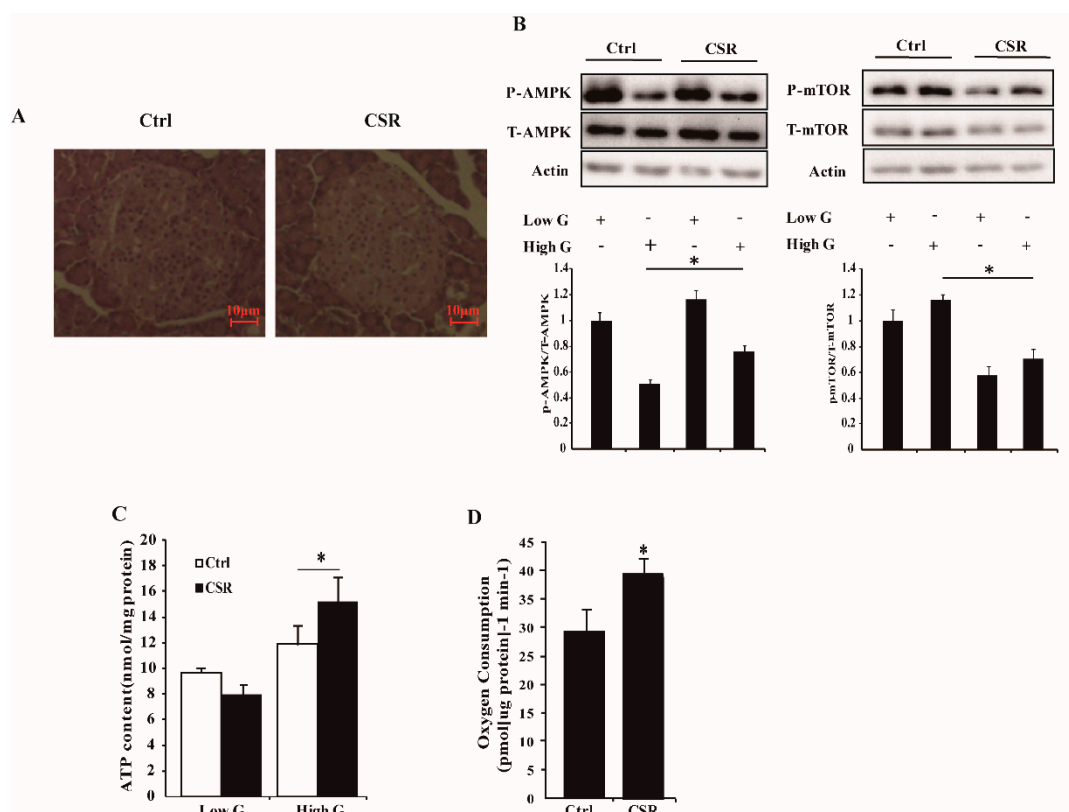 A
Ctrl
CSR
10µm
10µm
B
Ctrl CSR
P-AMPK
T-AMPK
Actin
Low G + - + -
High G - + - +
*
1.4
1.2
1
0.8
0.6
0.4
0.2
0
p-AMPK/T-AMPK
Ctrl CSR
P-mTOR
T-mTOR
Actin
Low G + - + -
High G - + - +
*
1.4
1.2
1
0.8
0.6
0.4
0.2
0
p-mTOR/T-mTOR
C
20
18
16
14
12
10
8
6
4
2
0
ATP content(nmol/mg protein)
Ctrl
CSR
*
Low G High G
D
45
40
35
30
25
20
15
10
5
0
Oxygen Consumption
(pmol[ug protein]-1 min-1)
*
Ctrl CSR